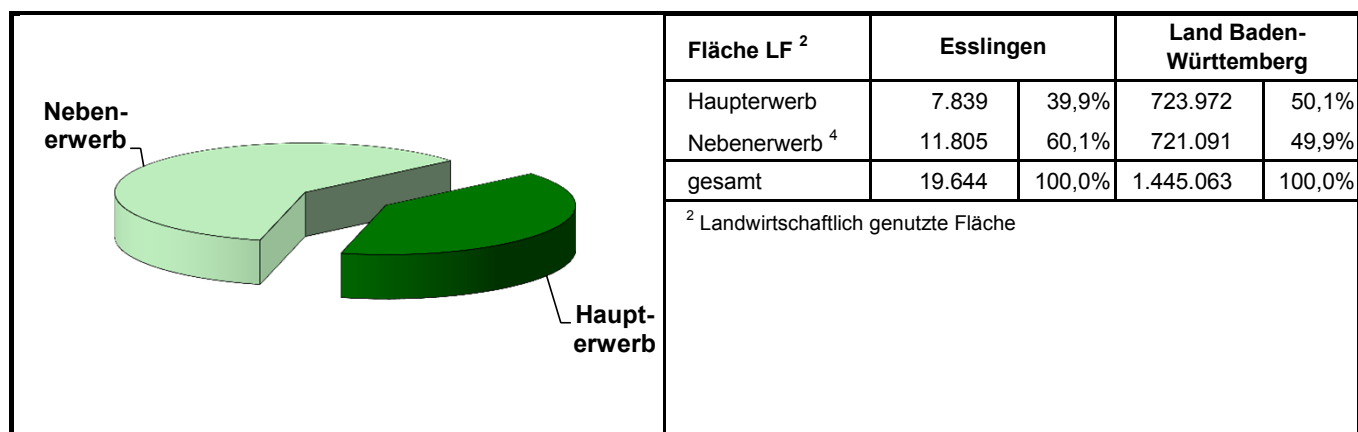 Neben-
erwerb
Haupt-
erwerb
Fläche LF ² Esslingen Land Baden-
Württemberg
Haupterwerb 7.839 39,9% 723.972 50,1%
Nebenerwerb ⁴ 11.805 60,1% 721.091 49,9%
gesamt 19.644 100,0% 1.445.063 100,0%
² Landwirtschaftlich genutzte Fläche